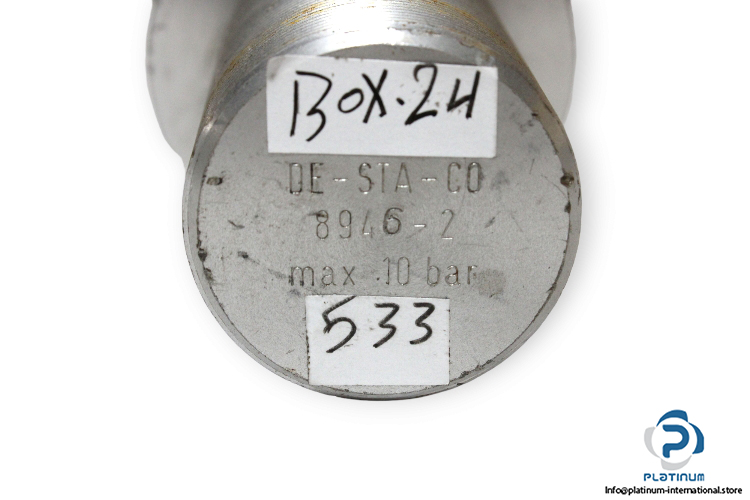 BOX.24
DE-STA-CO
8946-2
max.10 bar
533
PLATINUM
Info@platinum-international.store